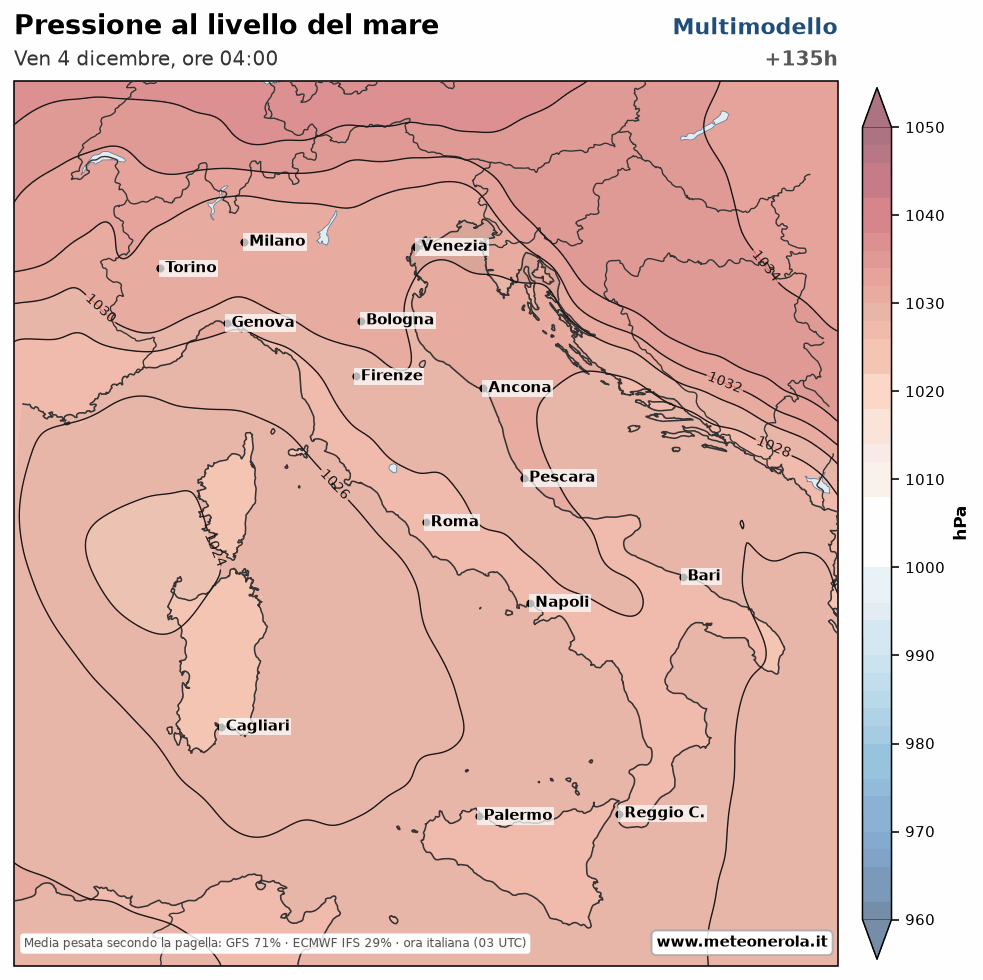 Pressione al livello del mare
Multimodello
Ven 4 dicembre, ore 04:00
+135h
1050
1040
1034
Milano
Venezia
Torino
1030
1030
Genova
Bologna
Firenze
1032
Ancona
1020
1028
Pescara
1026
1010
Roma
hPa
1024
1000
Bari
Napoli
990
Cagliari
980
Palermo
Reggio C.
970
Media pesata secondo la pagella: GFS 71% · ECMWF IFS 29% · ora italiana (03 UTC)
www.meteonerola.it
960